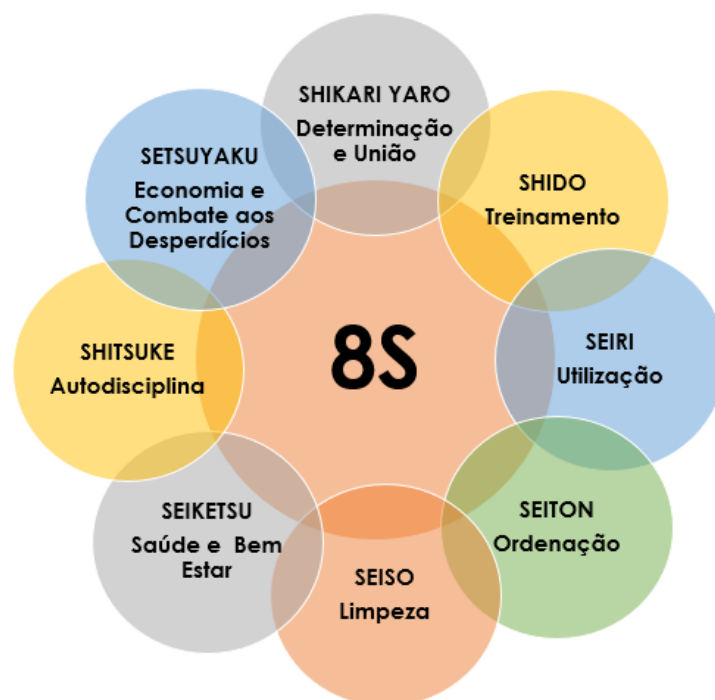 SHIKARI YARO
Determinação
e União
SHIDO
Treinamento
SEIRI
Utilização
SEITON
Ordenação
SEISO
Limpeza
SEIKETSU
Saúde e Bem
Estar
SHITSUKE
Autodisciplina
SETSUYAKU
Economia e
Combate aos
Desperdícios
8S